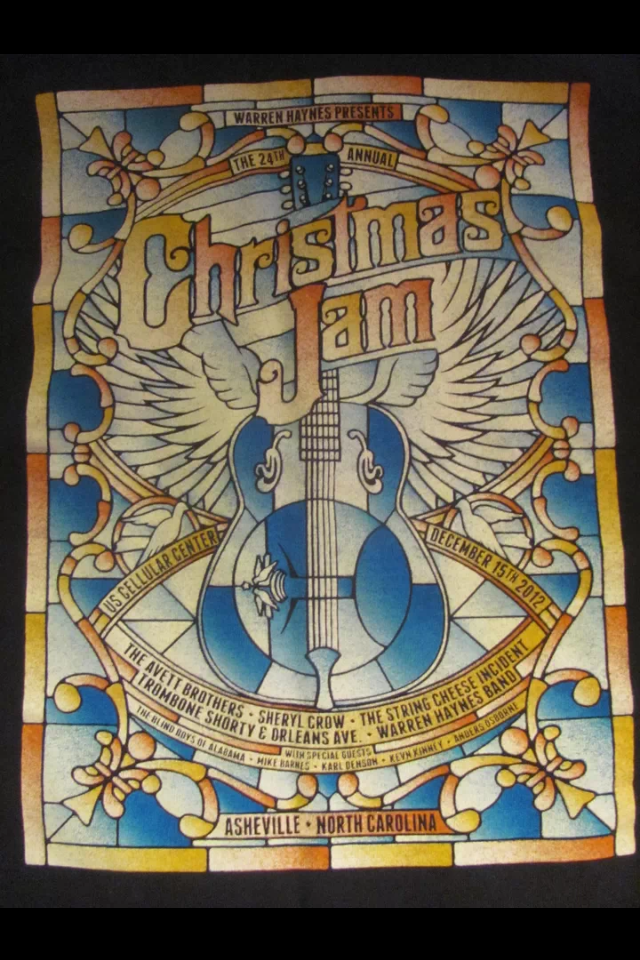 WARREN HAYNES PRESENTS
THE 24TH ANNUAL
Christmas
Jam
US CELLULAR CENTER
DECEMBER 15TH, 2012
THE AVETT BROTHERS • SHERYL CROW • THE STRING CHEESE INCIDENT
TROMBONE SHORTY & ORLEANS AVE. • WARREN HAYNES BAND
WITH SPECIAL GUESTS
THE BLIND BOYS OF ALABAMA • MIKE BARNES • KARL DENSON • KEVN KINNEY • ANDERS OSBORNE
ASHEVILLE • NORTH CAROLINA